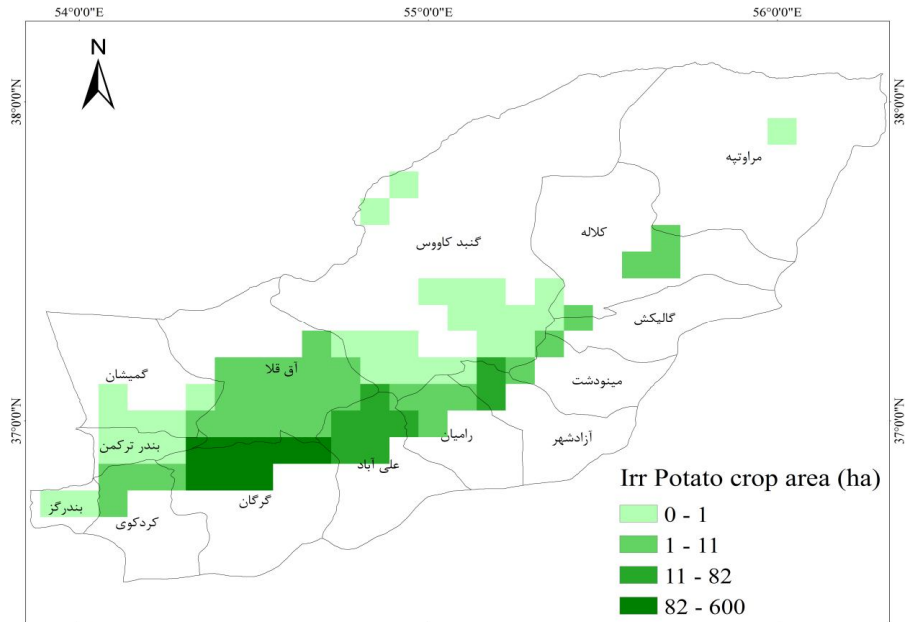 54°0'0"E 55°0'0"E 56°0'0"E
N
38°0'0"N 38°0'0"N
مراوتپه
کلاله
گنبد کاووس
گالیکش
آق قلا
گمیشان
مینودشت
37°0'0"N 37°0'0"N
بندر ترکمن
رامیان
آزادشهر
علی آباد
گرگان
بندرگز
کردکوی
Irr Potato crop area (ha)
0 - 1
1 - 11
11 - 82
82 - 600